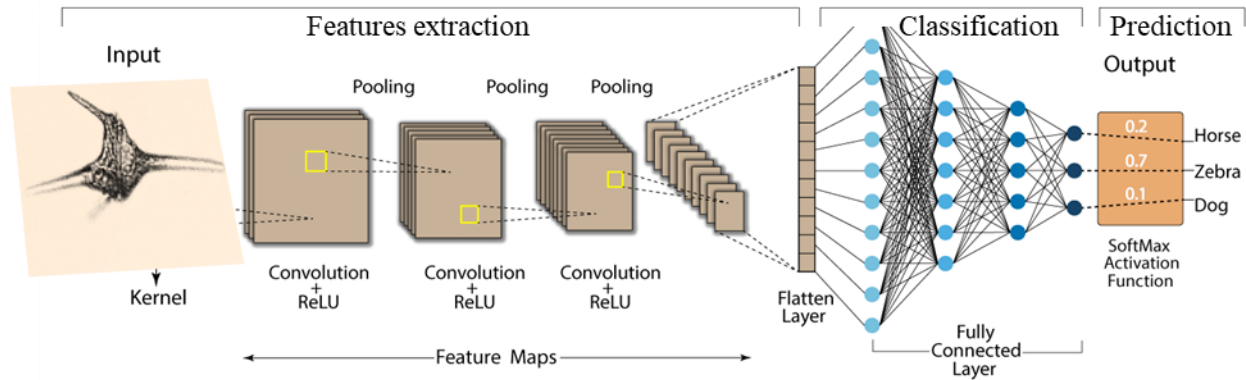 Features extraction
Classification
Prediction
Input
Output
Pooling
Pooling
Pooling
0.2
Horse
0.7
Zebra
0.1
Dog
Kernel
Convolution
+
ReLU
Convolution
+
ReLU
Convolution
+
ReLU
Flatten
Layer
SoftMax
Activation
Function
Feature Maps
Fully
Connected
Layer